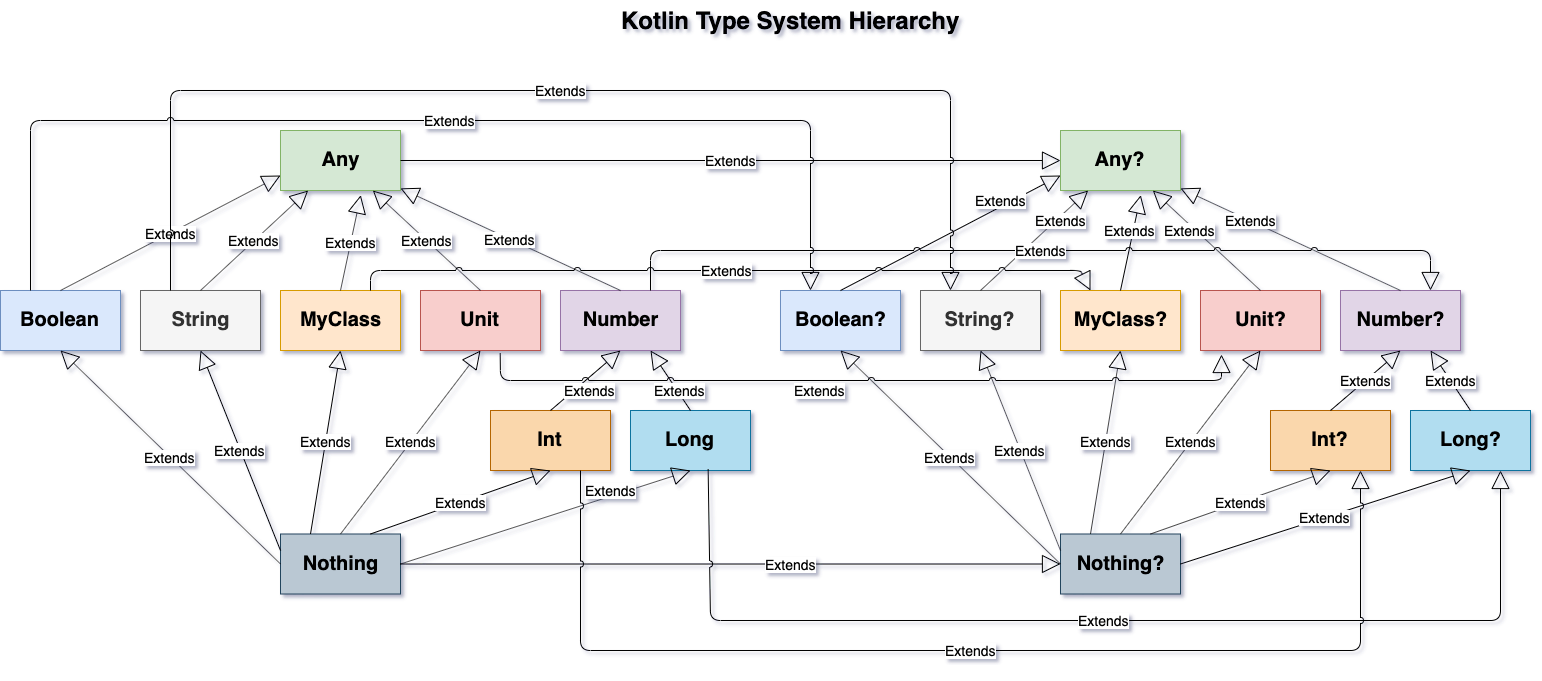 Kotlin Type System Hierarchy
Extends
Extends
Any
Extends
Any?
Extends
Extends
Extends
Extends
Extends
Extends
Extends
Extends
Extends
Extends
Extends
Extends
Extends
Boolean
String
MyClass
Unit
Number
Boolean?
String?
MyClass?
Unit?
Number?
Extends
Extends
Extends
Extends
Extends
Int
Long
Int?
Long?
Extends
Extends
Extends
Extends
Extends
Extends
Extends
Extends
Extends
Extends
Extends
Extends
Nothing
Extends
Nothing?
Extends
Extends